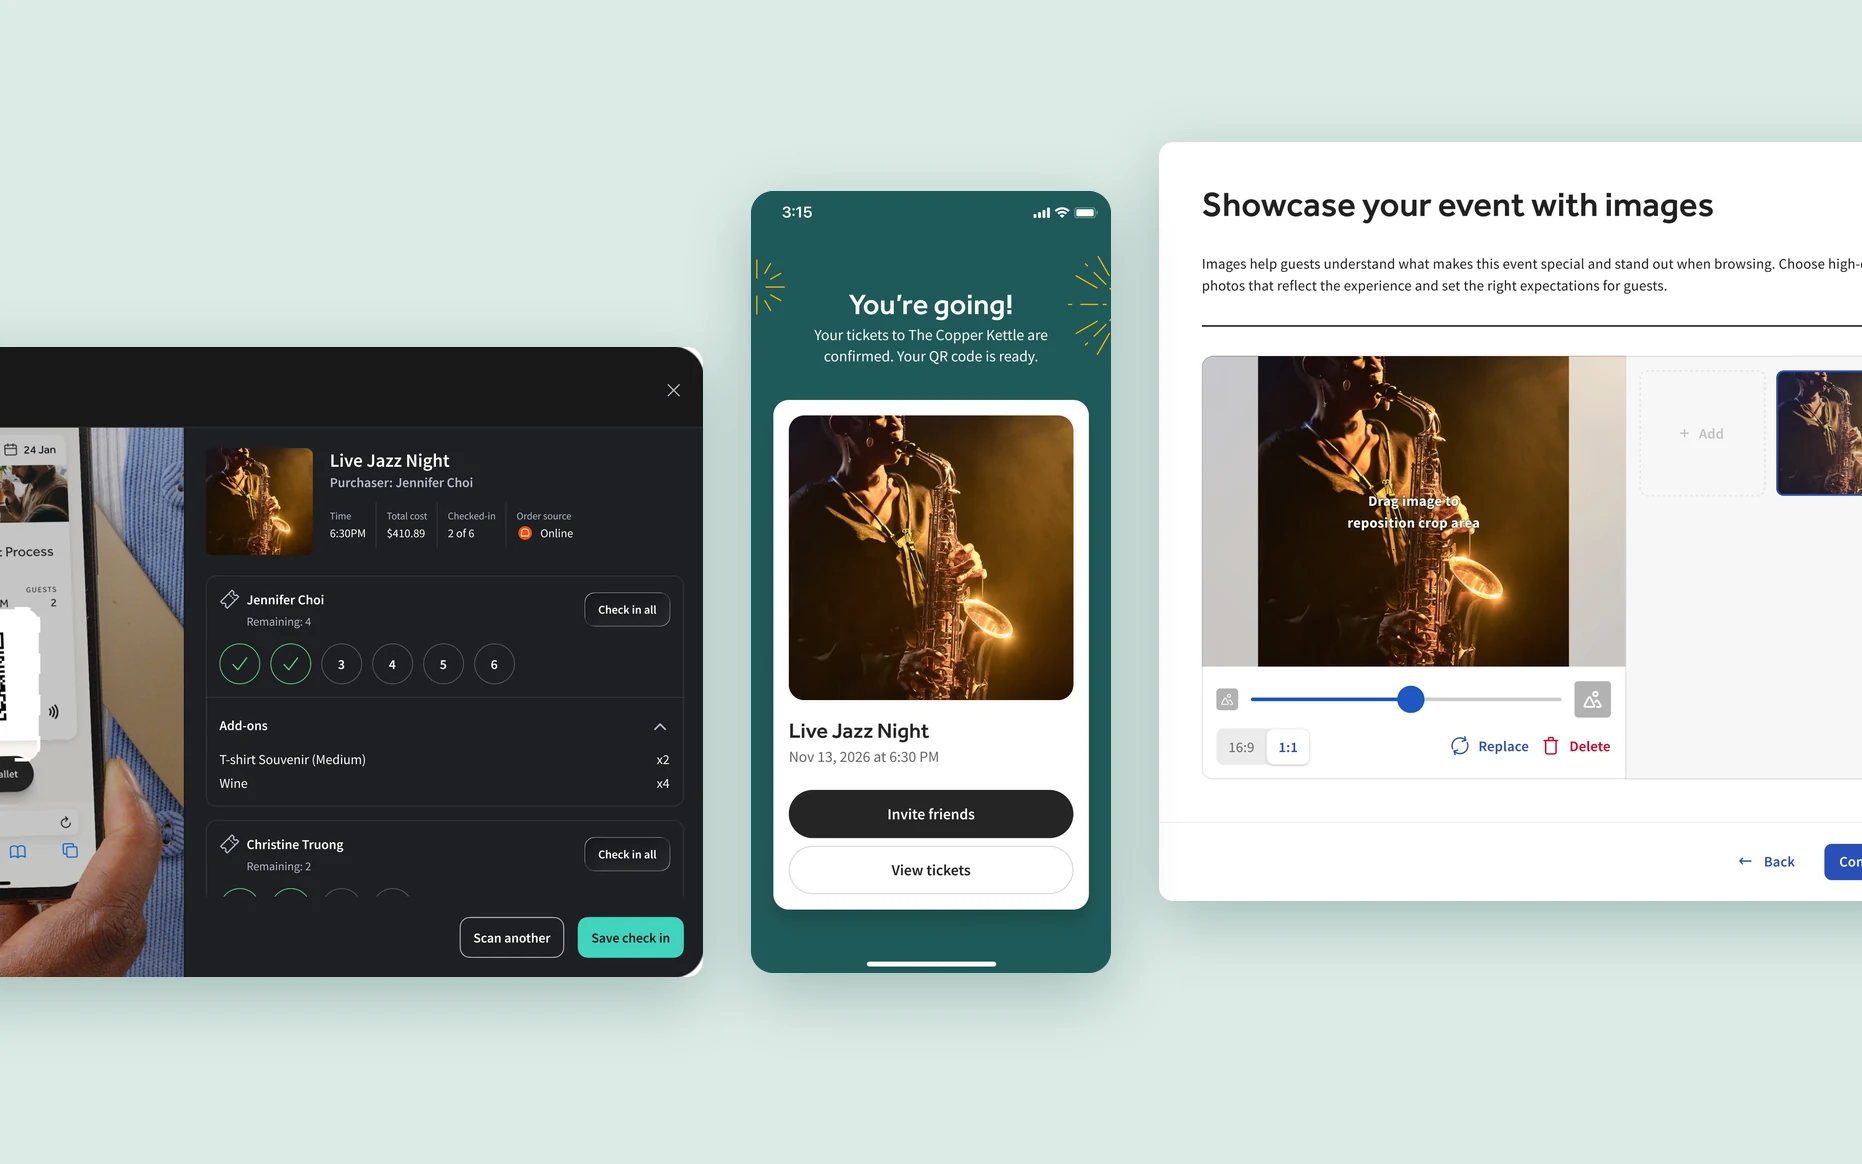 24 Jan
: Process
GUESTS
M
2
allet
Live Jazz Night
Purchaser: Jennifer Choi
Time
6:30PM
Total cost
$410.89
Checked-in
2 of 6
Order source
Online
Jennifer Choi
Remaining: 4
Check in all
3 4 5 6
Add-ons
T-shirt Souvenir (Medium) x2
Wine x4
Christine Truong
Remaining: 2
Check in all
Scan another
Save check in
3:15
You’re going!
Your tickets to The Copper Kettle are
confirmed. Your QR code is ready.
Live Jazz Night
Nov 13, 2026 at 6:30 PM
Invite friends
View tickets
Showcase your event with images
Images help guests understand what makes this event special and stand out when browsing. Choose high-
photos that reflect the experience and set the right expectations for guests.
Drag image to
reposition crop area
+ Add
16:9
1:1
Replace
Delete
← Back
Con